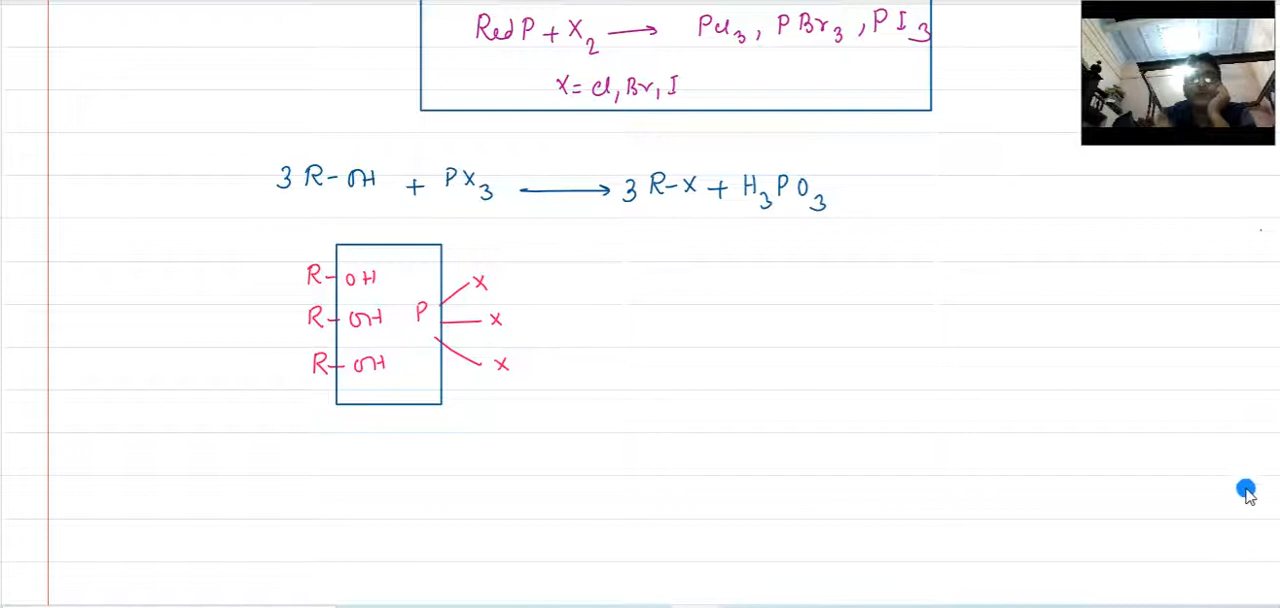 Red P + X2 → PCl3, PBr3, PI3
X = Cl, Br, I
3 R-OH + PX3 → 3 R-X + H3PO3
R-OH X
R-OH P X
R-OH X